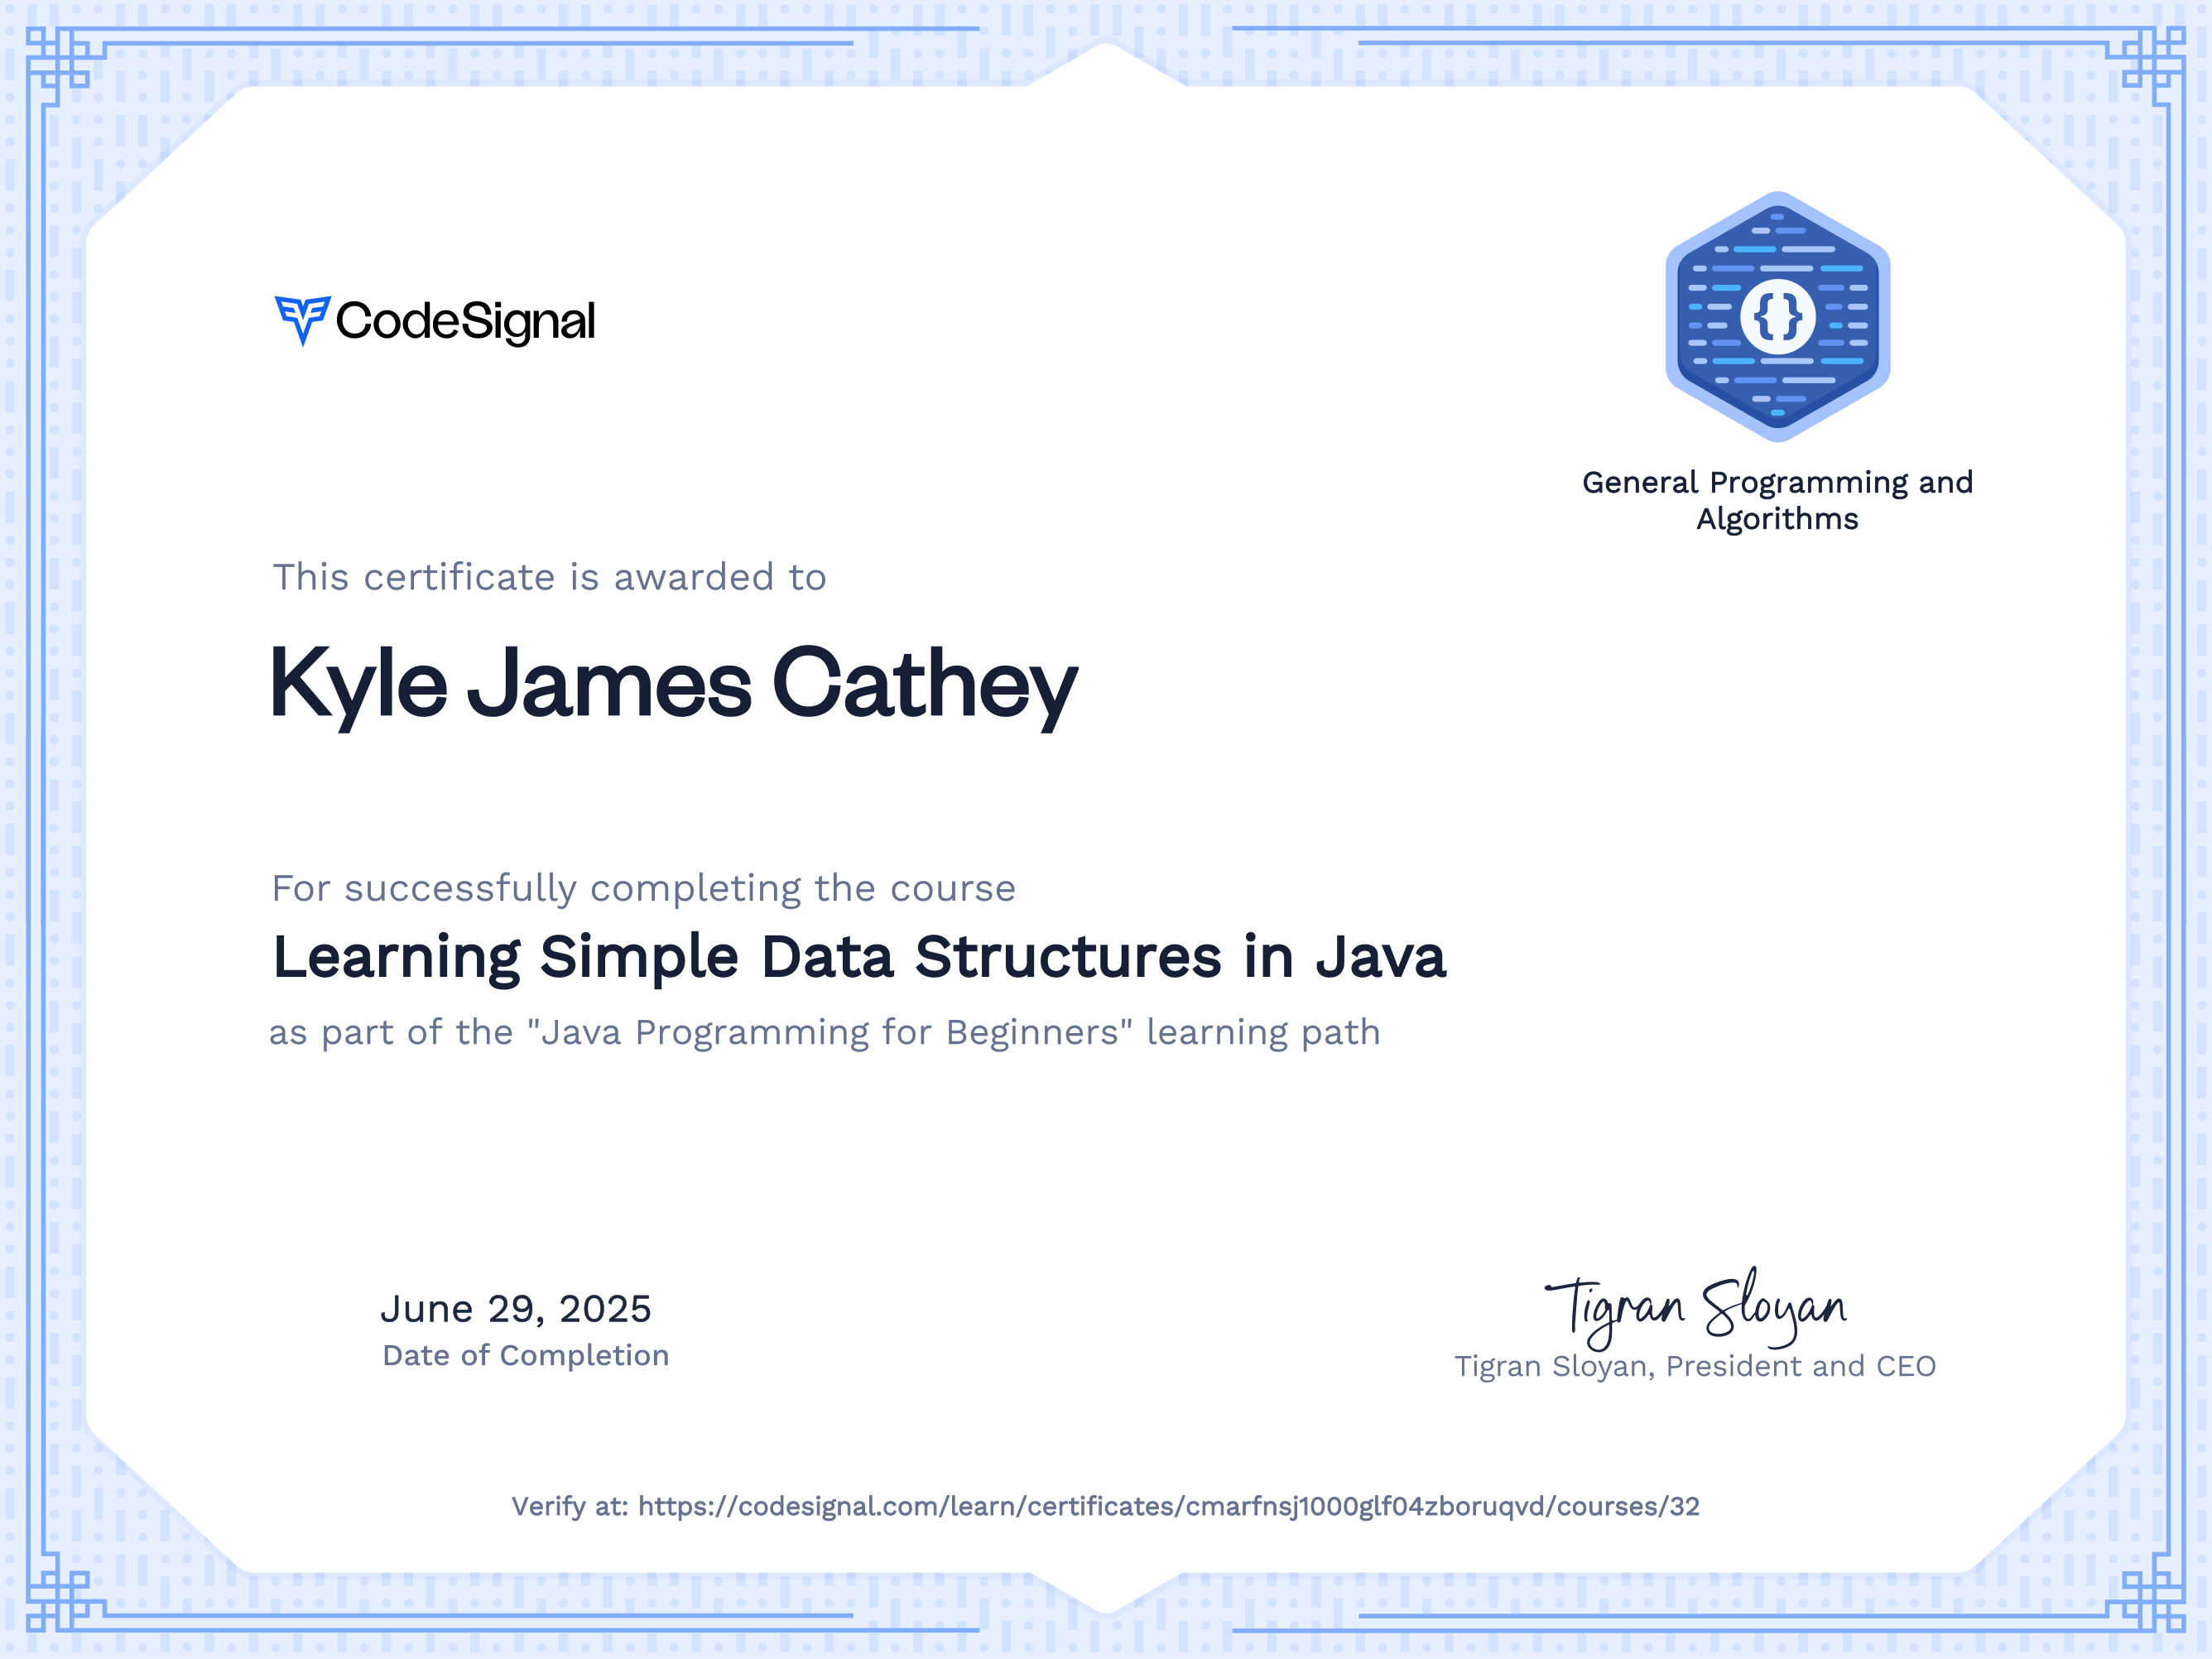 CodeSignal
{}
General Programming and
Algorithms
This certificate is awarded to
Kyle James Cathey
For successfully completing the course
Learning Simple Data Structures in Java
as part of the "Java Programming for Beginners" learning path
June 29, 2025
Date of Completion
Tigran Sloyan
Tigran Sloyan, President and CEO
Verify at: https://codesignal.com/learn/certificates/cmarfnsj1000glf04zboruqvd/courses/32